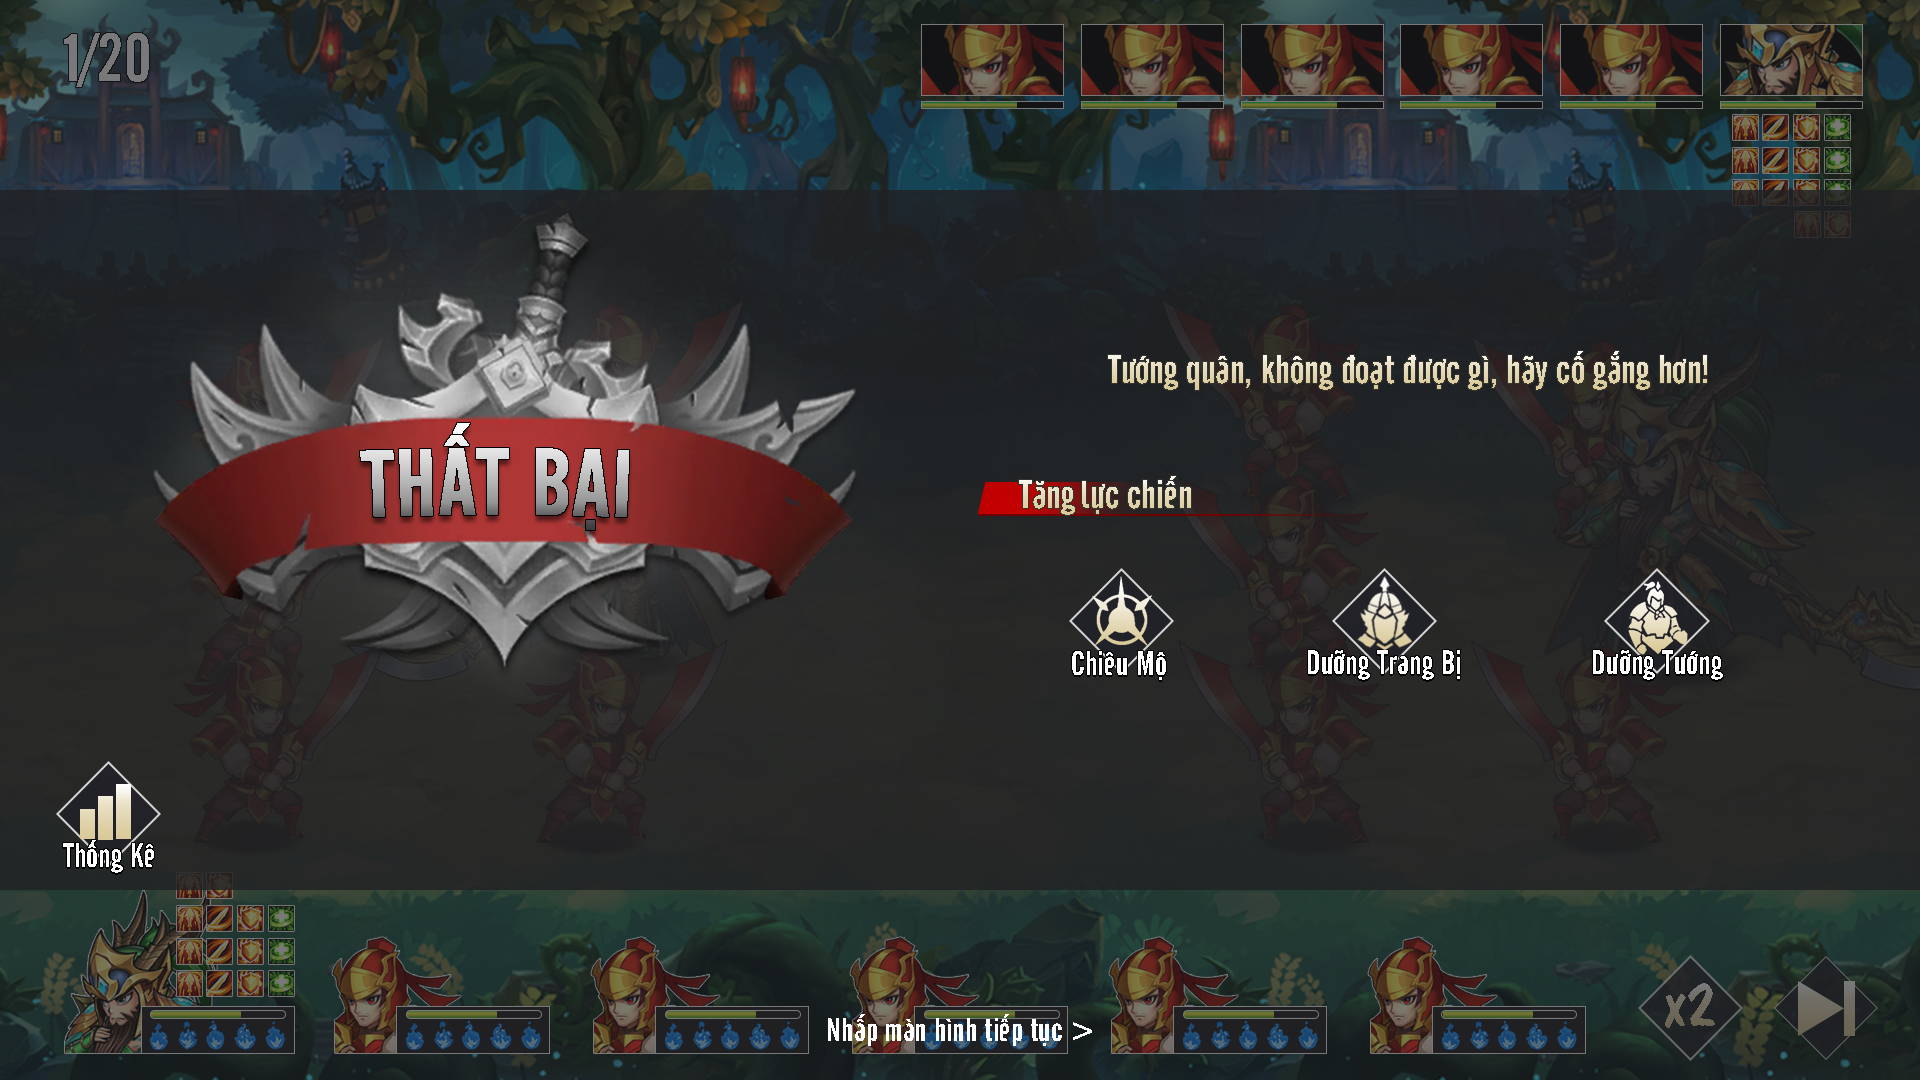 1/20
THẤT BẠI
Tướng quân, không đoạt được gì, hãy cố gắng hơn!
Tăng lực chiến
Chiêu Mộ
Dưỡng Trang Bị
Dưỡng Tướng
Thống Kê
Nhấp màn hình tiếp tục >
x2